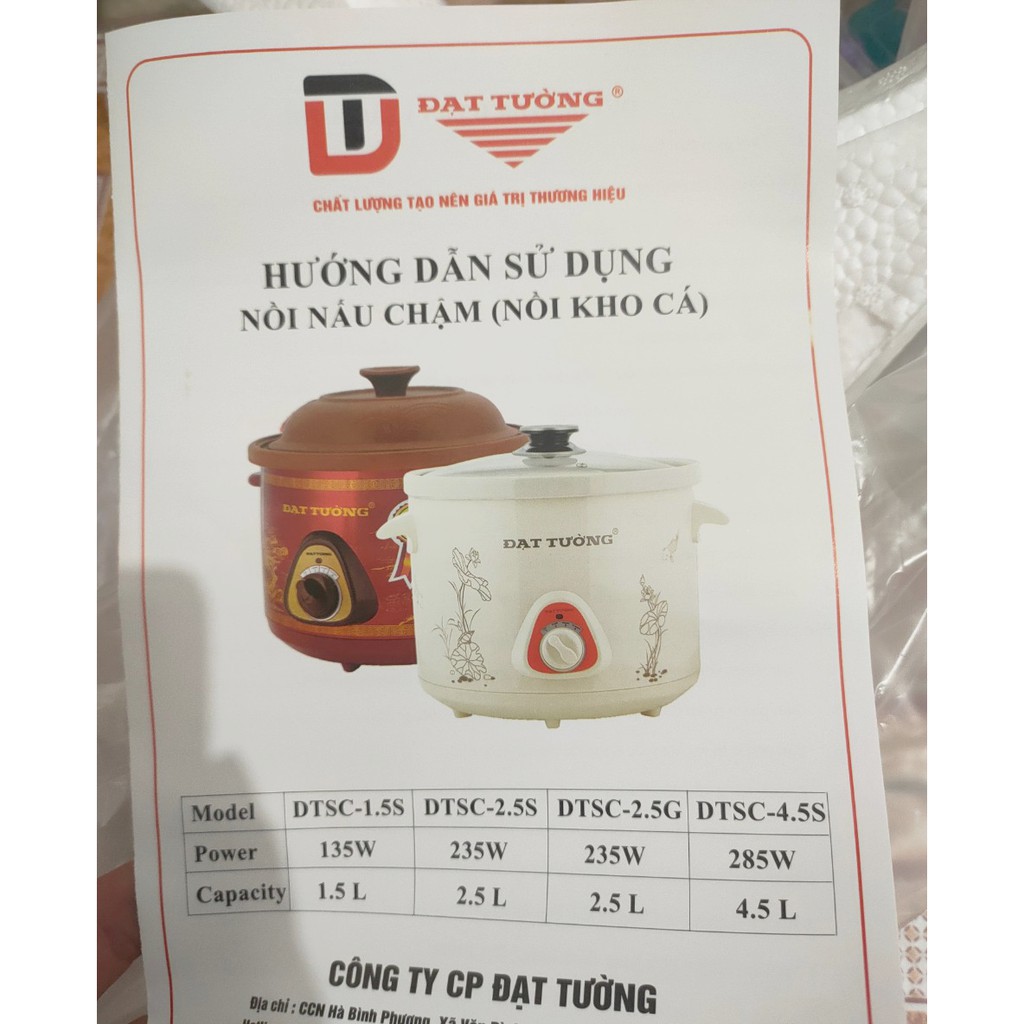 ĐẠT TƯỜNG ®
CHẤT LƯỢNG TẠO NÊN GIÁ TRỊ THƯƠNG HIỆU
HƯỚNG DẪN SỬ DỤNG
NỒI NẤU CHẬM (NỒI KHO CÁ)
ĐẠT TƯỜNG ®
ĐẠT TƯỜNG ®
Model DTSC-1.5S DTSC-2.5S DTSC-2.5G DTSC-4.5S
Power 135W 235W 235W 285W
Capacity 1.5 L 2.5 L 2.5 L 4.5 L
CÔNG TY CP ĐẠT TƯỜNG
Địa chỉ : CCN Hà Bình Phương, Xã Văn